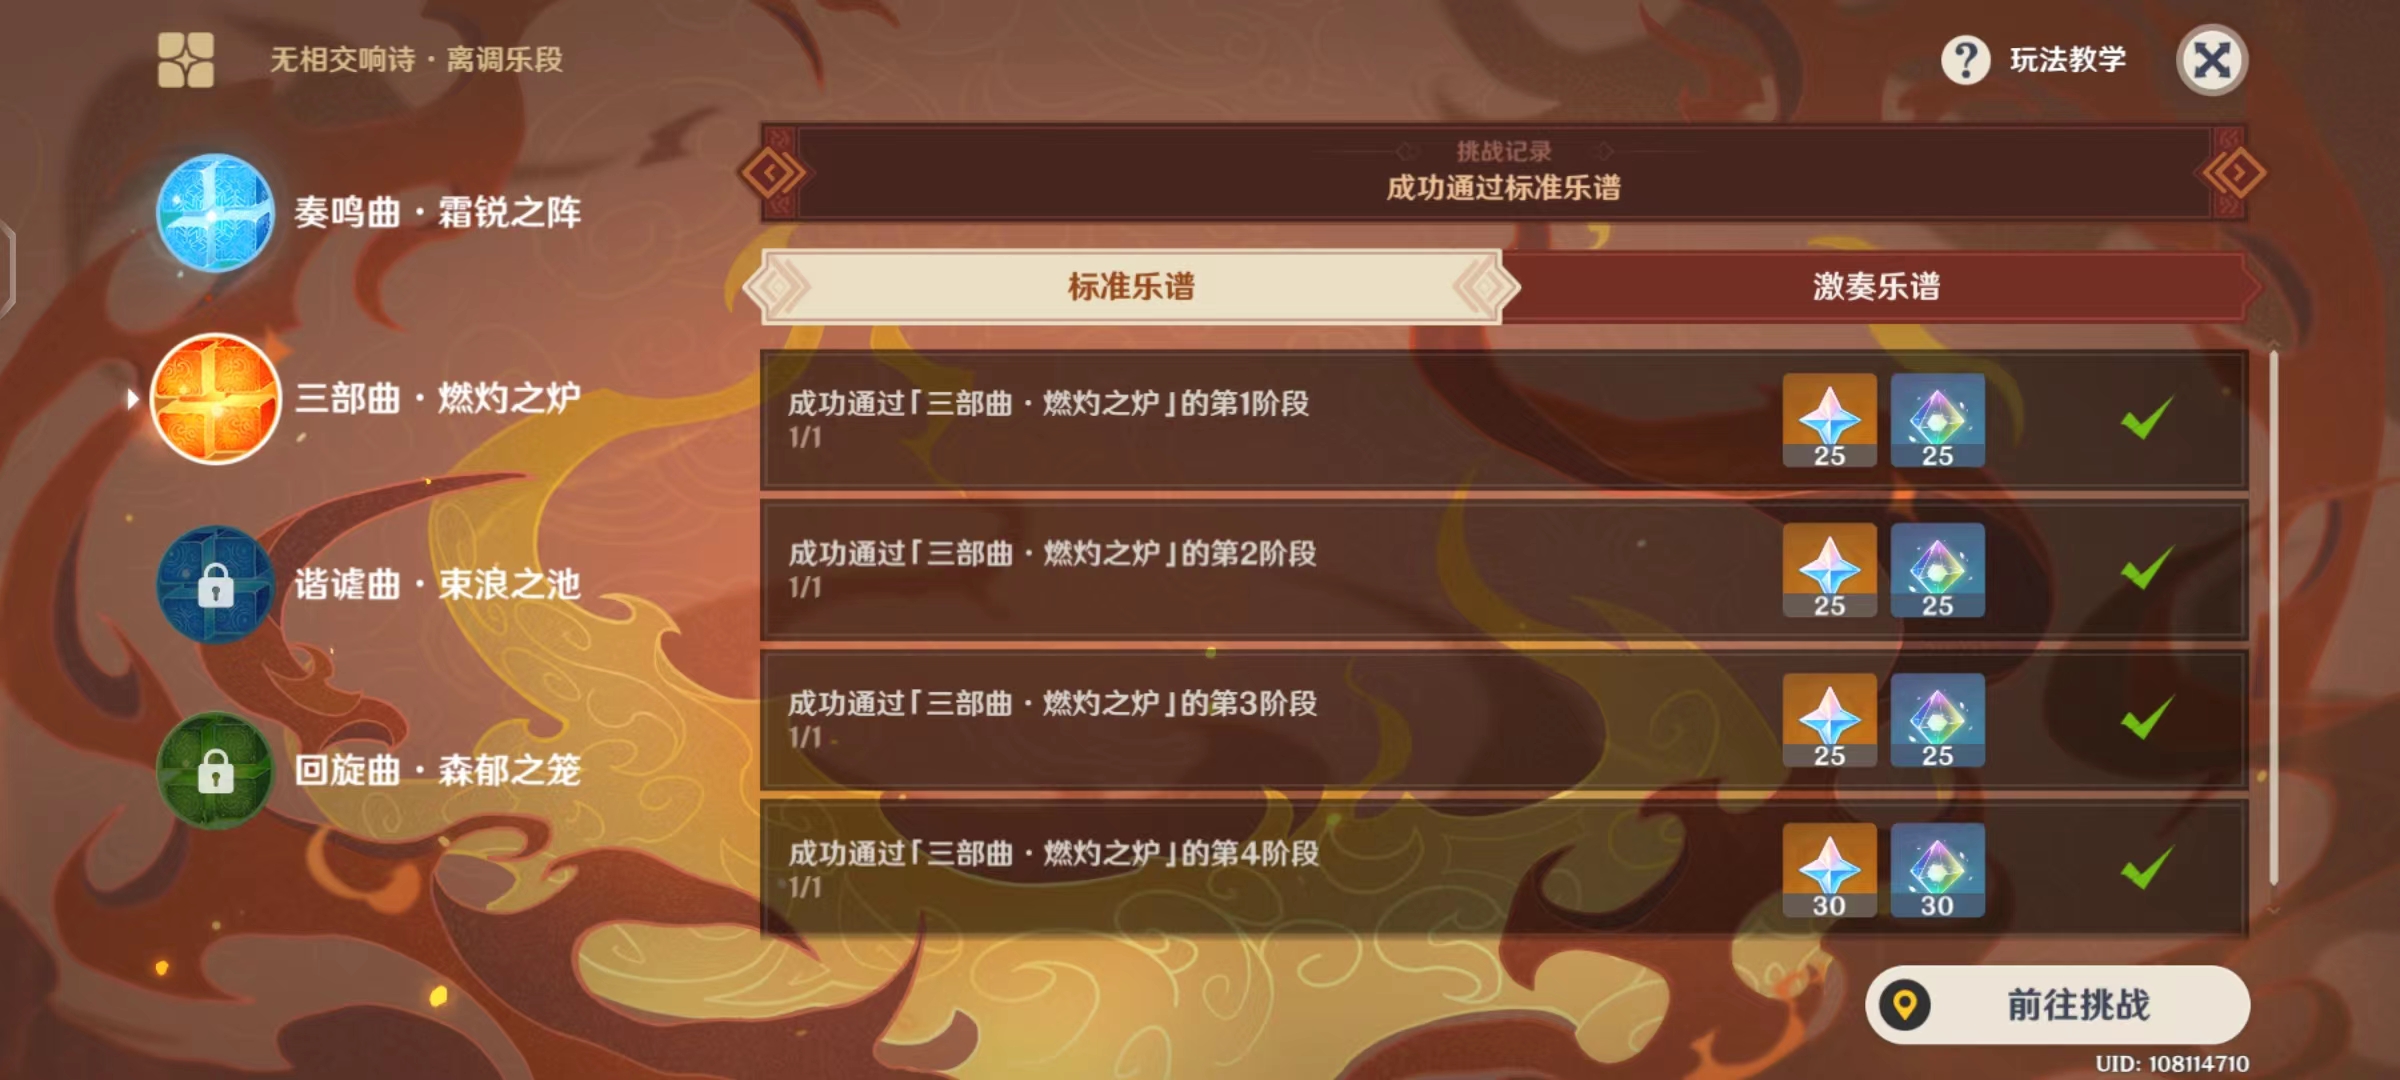 无相交响诗·离调乐段
玩法教学
奏鸣曲·霜锐之阵
三部曲·燃灼之炉
谐谑曲·束浪之池
回旋曲·森郁之笼
挑战记录
成功通过标准乐谱
标准乐谱
激奏乐谱
成功通过「三部曲·燃灼之炉」的第1阶段
1/1
25 25
成功通过「三部曲·燃灼之炉」的第2阶段
1/1
25 25
成功通过「三部曲·燃灼之炉」的第3阶段
1/1
25 25
成功通过「三部曲·燃灼之炉」的第4阶段
1/1
30 30
前往挑战
UID: 108114710